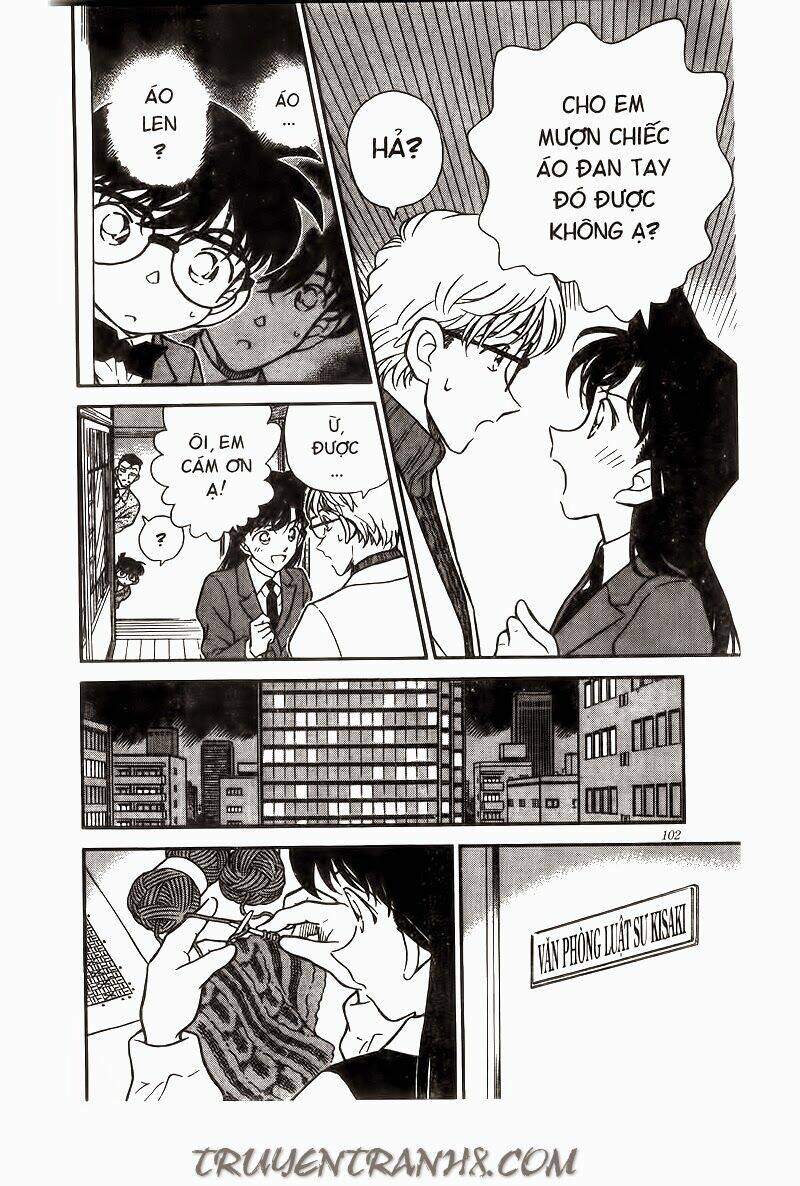 CHO EM
MƯỢN CHIẾC
ÁO ĐAN TAY
ĐÓ ĐƯỢC
KHÔNG Ạ?
HẢ?
ÁO
...
ÁO
LEN
?
Ừ,
ĐƯỢC
...
ÔI, EM
CÁM ƠN
Ạ!
?
102
VĂN PHÒNG LUẬT SƯ KISAKI
TRUYENTRANH8.COM